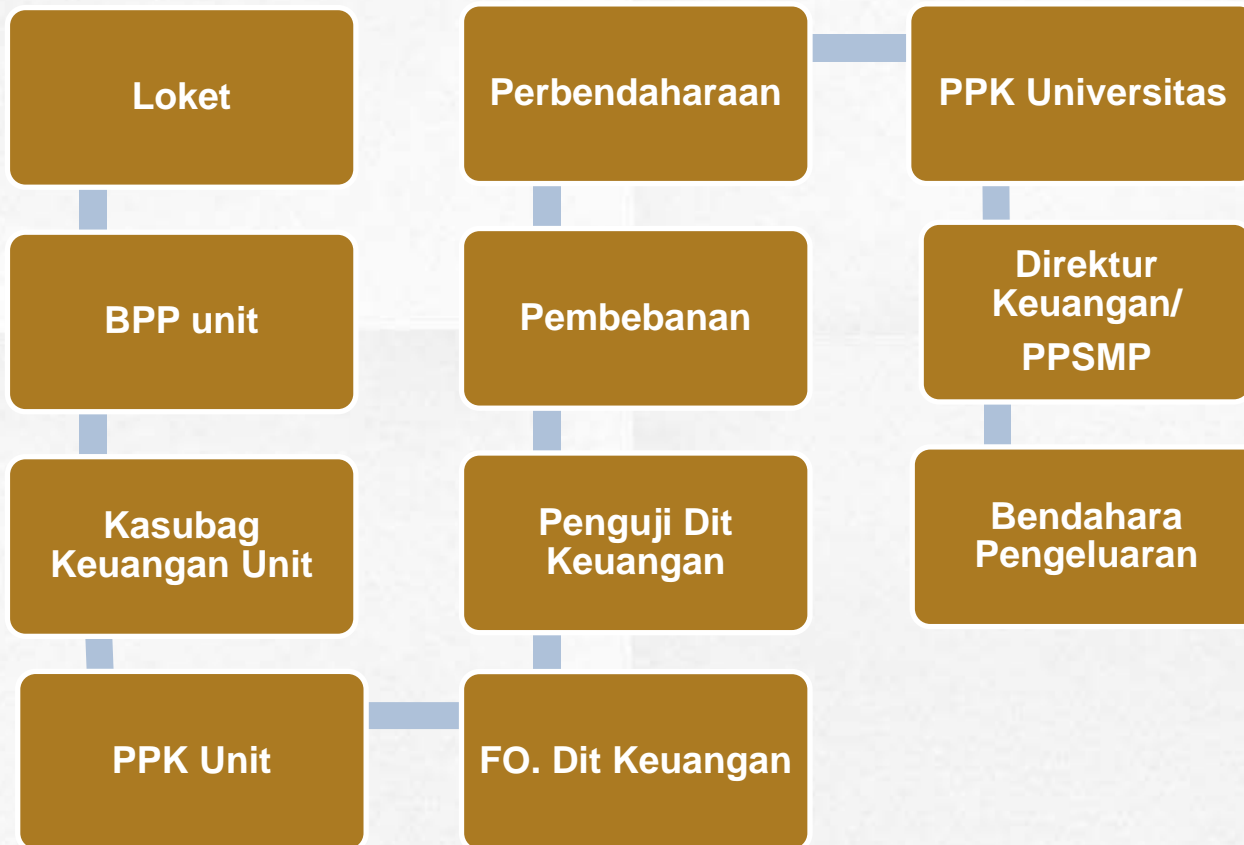 Loket
BPP unit
Kasubag
Keuangan Unit
PPK Unit
FO. Dit Keuangan
Penguji Dit
Keuangan
Pembebanan
Perbendaharaan
PPK Universitas
Direktur
Keuangan/
PPSMP
Bendahara
Pengeluaran